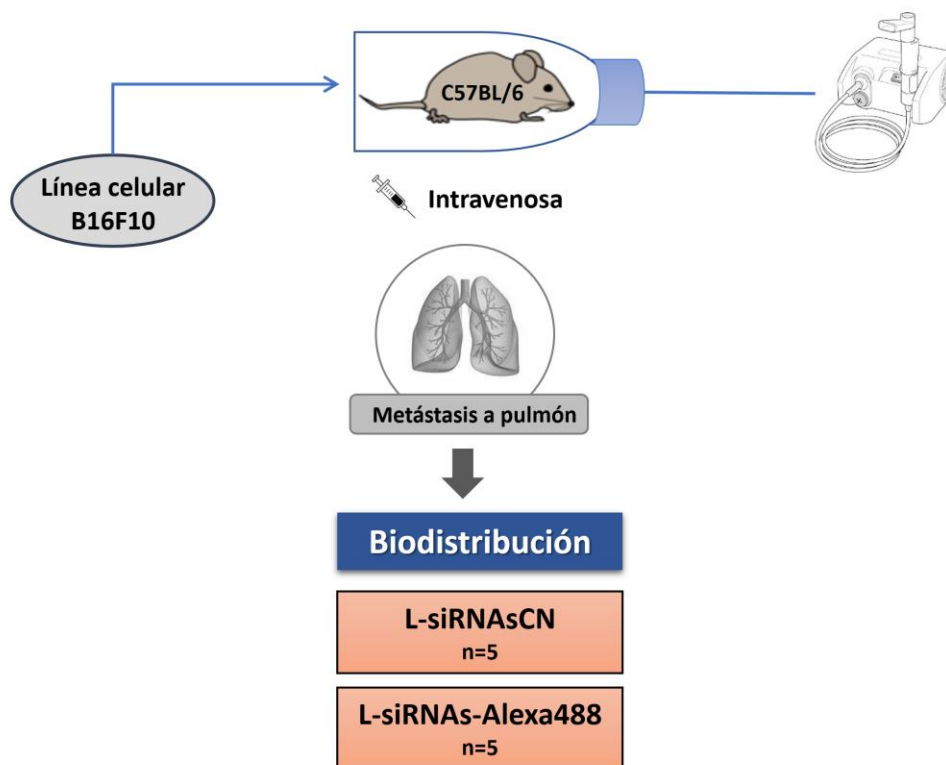 C57BL/6
Línea celular
B16F10
Intravenosa
Metástasis a pulmón
Biodistribución
L-siRNAsCN
n=5
L-siRNAs-Alexa488
n=5